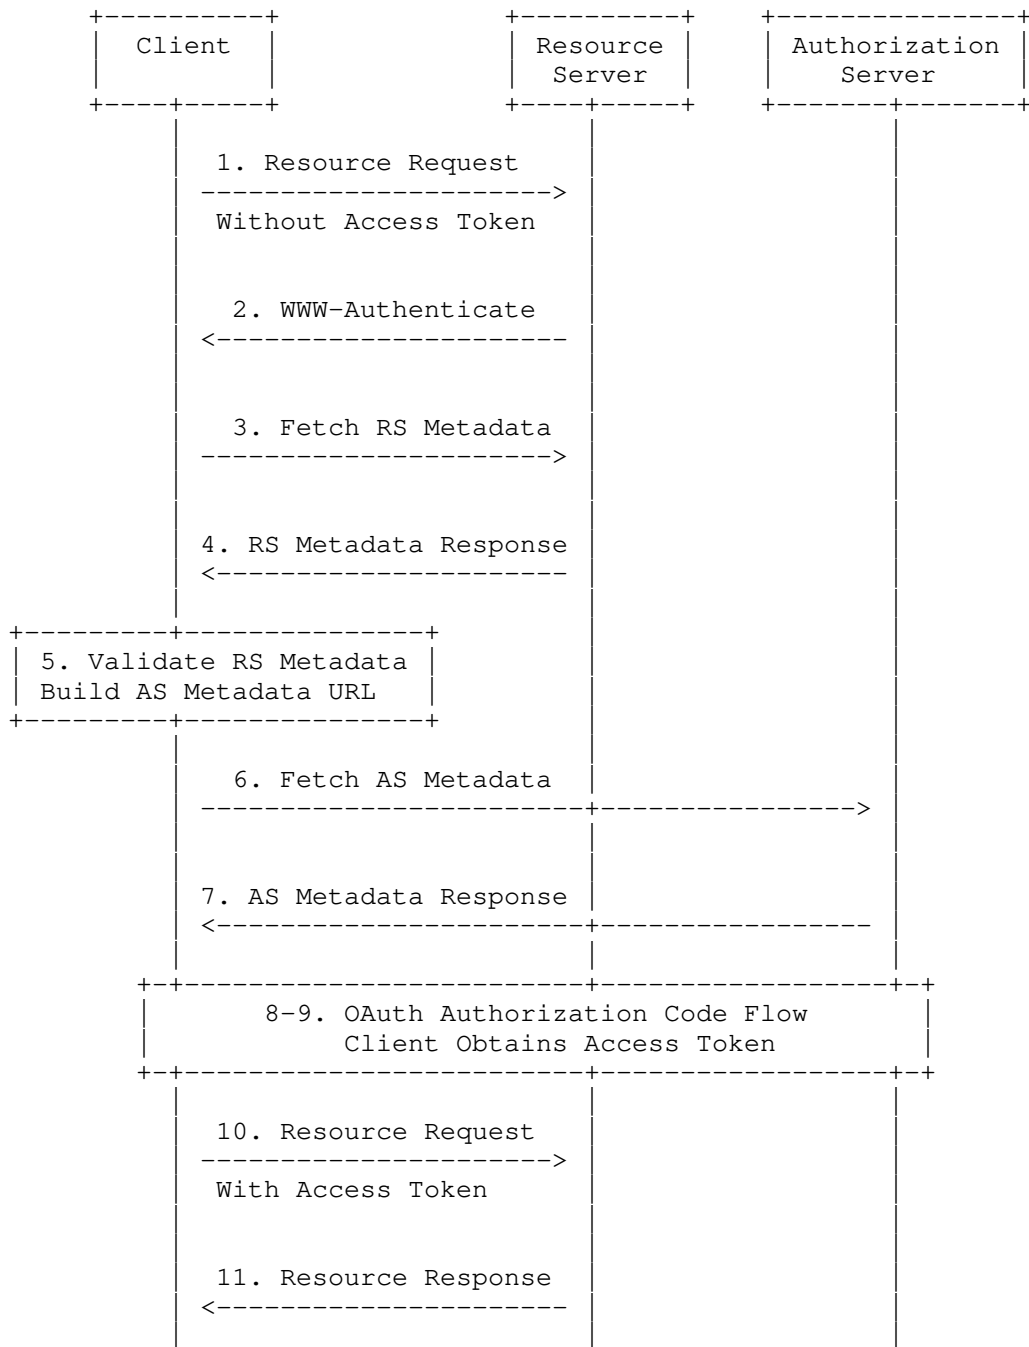 Client
Resource
Server
Authorization
Server
1. Resource Request
Without Access Token
2. WWW-Authenticate
3. Fetch RS Metadata
4. RS Metadata Response
5. Validate RS Metadata
Build AS Metadata URL
6. Fetch AS Metadata
7. AS Metadata Response
8-9. OAuth Authorization Code Flow
Client Obtains Access Token
10. Resource Request
With Access Token
11. Resource Response